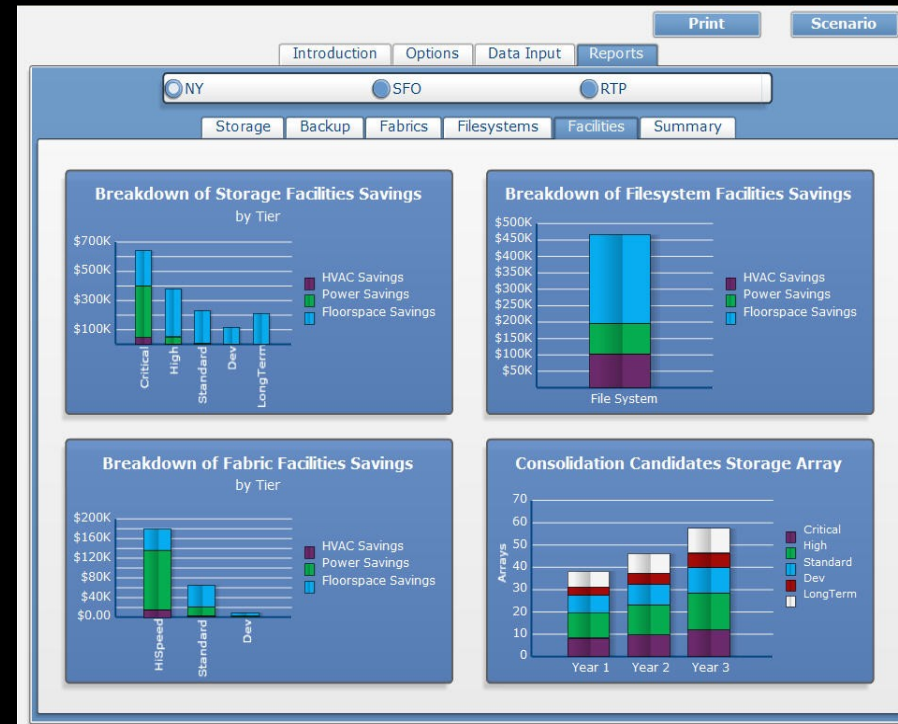 Print
Scenario
Introduction
Options
Data Input
Reports
NY
SFO
RTP
Storage
Backup
Fabrics
Filesystems
Facilities
Summary
Breakdown of Storage Facilities Savings
by Tier
$700K
$500K
$300K
$100K
Critical
High
Standard
Dev
LongTerm
HVAC Savings
Power Savings
Floorspace Savings
Breakdown of Filesystem Facilities Savings
$500K
$450K
$400K
$350K
$300K
$250K
$200K
$150K
$100K
$50K
File System
HVAC Savings
Power Savings
Floorspace Savings
Breakdown of Fabric Facilities Savings
by Tier
$200K
$160K
$120K
$80K
$40K
$0.00
HiSpeed
Standard
Dev
HVAC Savings
Power Savings
Floorspace Savings
Consolidation Candidates Storage Array
Arrays
70
60
50
40
30
20
10
0
Year 1
Year 2
Year 3
Critical
High
Standard
Dev
LongTerm